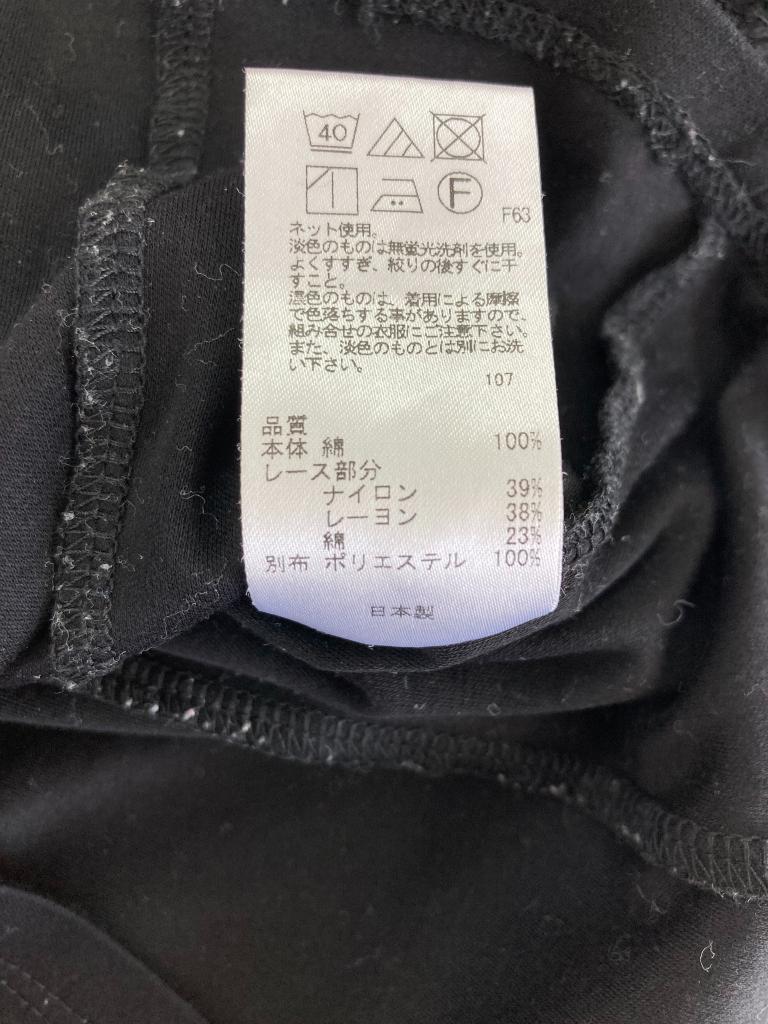 40
F
F63
ネット使用。
淡色のものは無蛍光洗剤を使用。
よくすすぎ、絞りの後すぐに干
すこと。
濃色のものは、着用による摩擦
で色落ちする事がありますので、
組み合せの衣服にご注意下さい。
また、淡色のものとは別にお洗
い下さい。
107
品質
本体 綿 100%
レース部分
ナイロン 39%
レーヨン 38%
綿 23%
別布 ポリエステル 100%
日本製